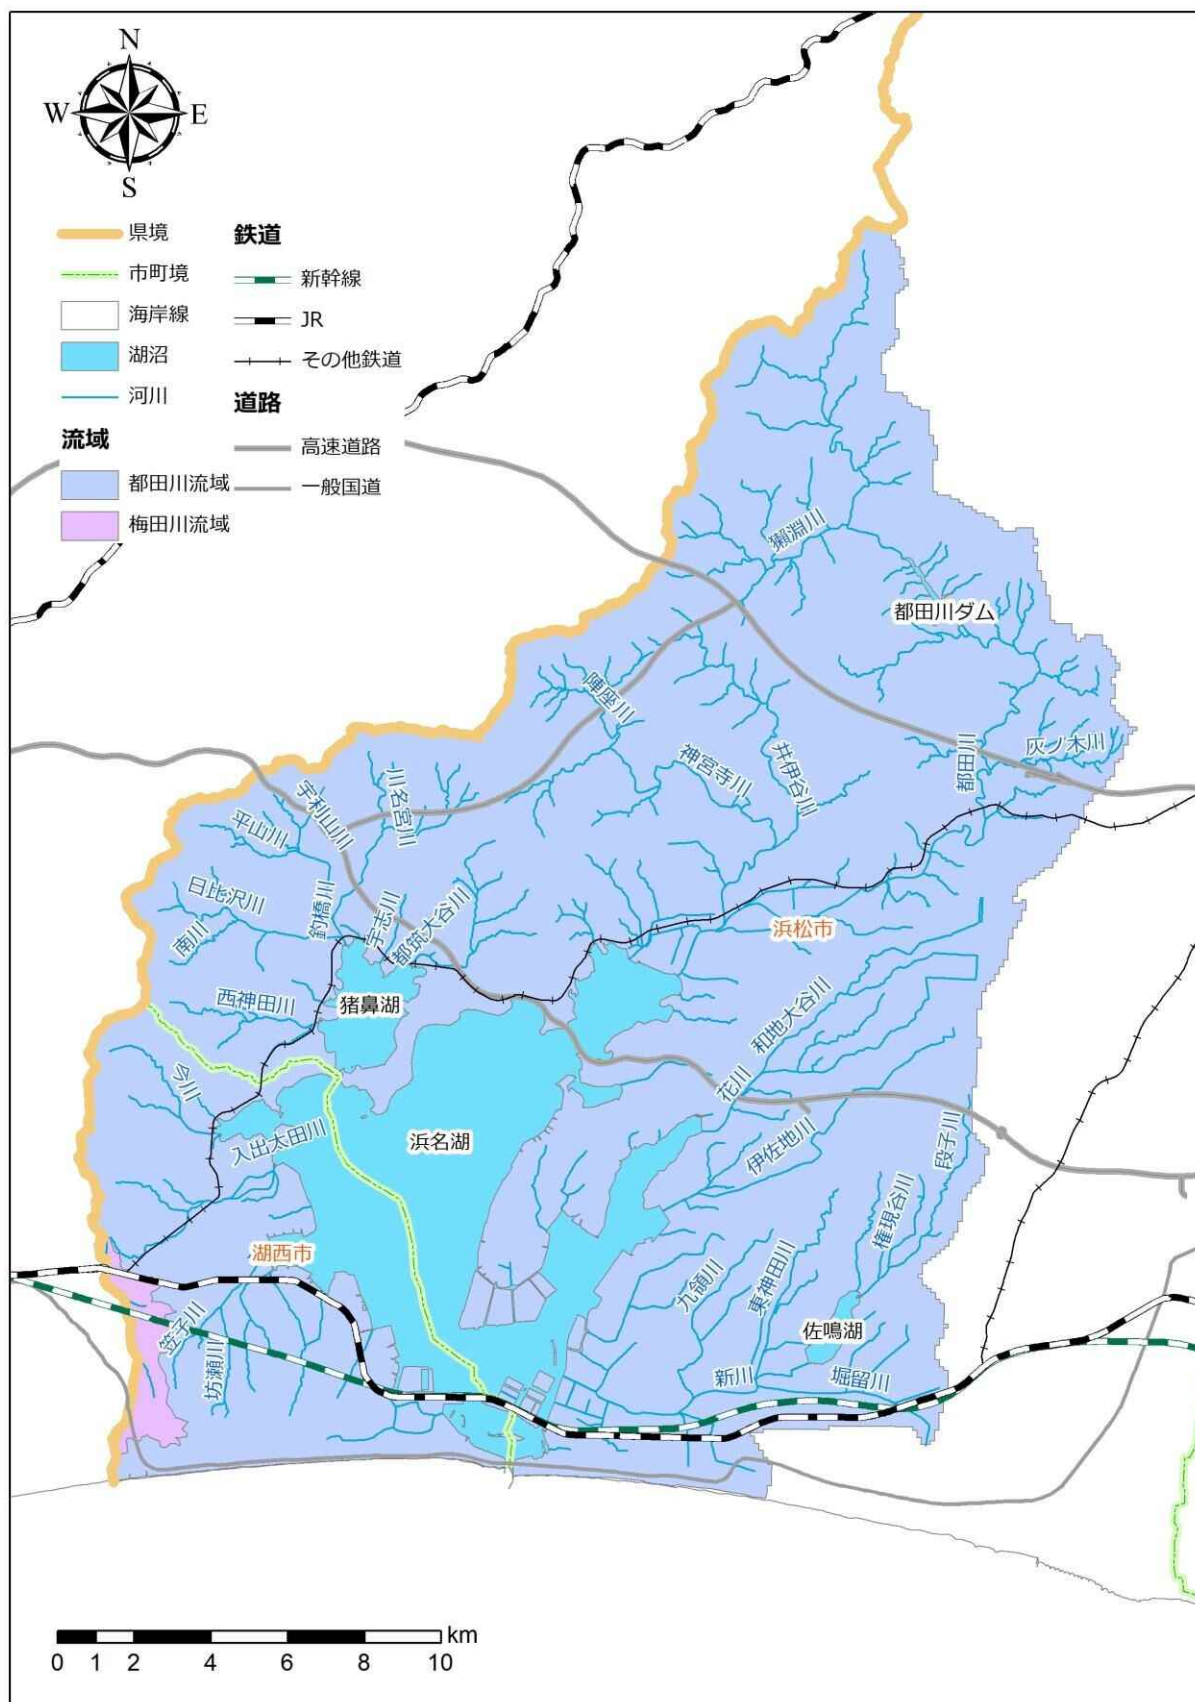 N
W
E
S
県境
市町境
海岸線
湖沼
河川
流域
都田川流域
梅田川流域
鉄道
新幹線
JR
その他鉄道
道路
高速道路
一般国道
獺淵川
都田川ダム
陣座川
神宮寺川
井伊谷川
都田川
灰ノ木川
川名宮川
宇利山川
平山川
日比沢川
南川
釣橋川
宇志川
都筑大谷川
浜松市
西神田川
猪鼻湖
和地大谷川
今川
花川
入出太田川
浜名湖
伊佐地川
段子川
権現谷川
湖西市
九領川
東神田川
笠子川
坊瀬川
佐鳴湖
新川
堀留川
km
0 1 2 4 6 8 10